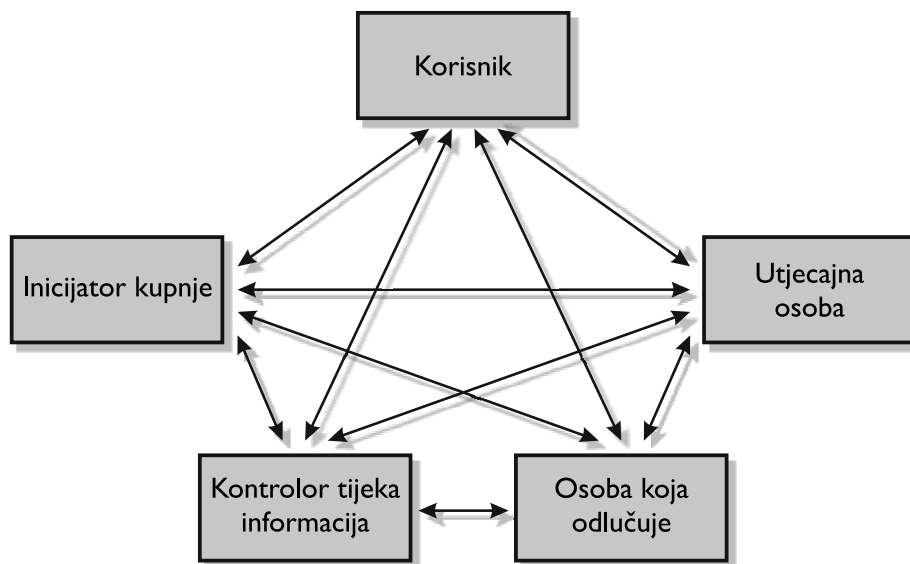 Korisnik
Inicijator kupnje
Utjecajna
osoba
Kontrolor tijeka
informacija
Osoba koja
odlučuje